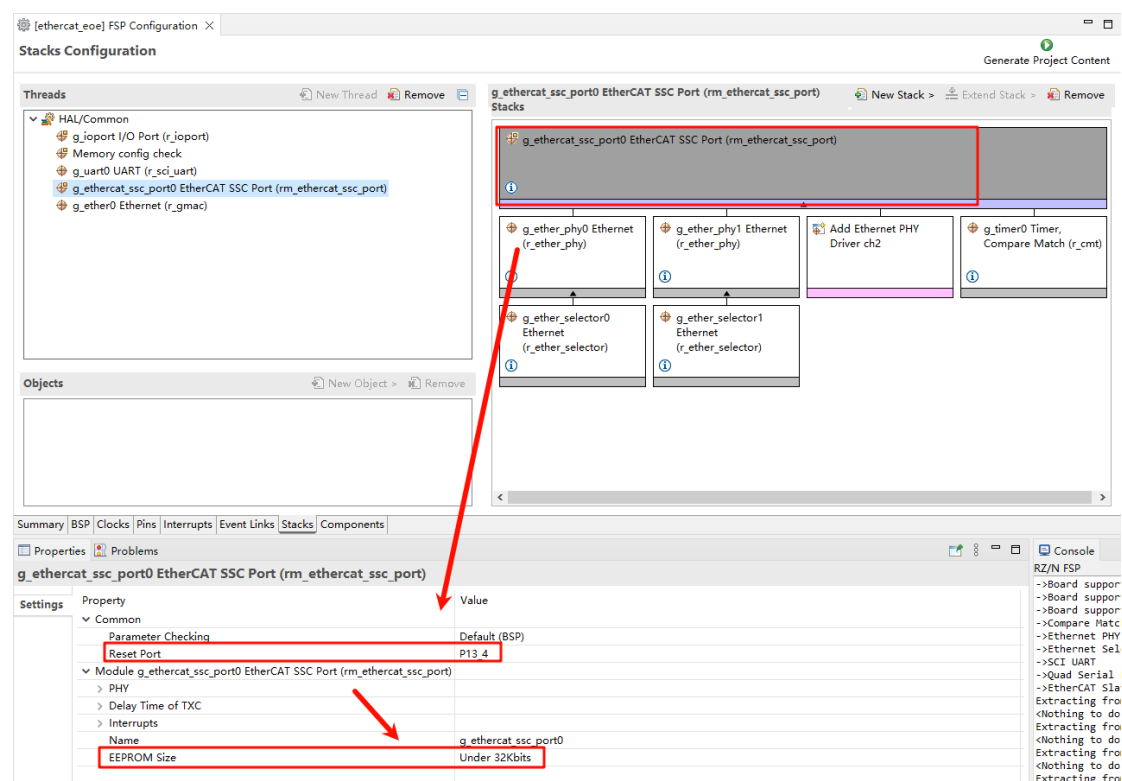 [ethercat_eoe] FSP Configuration
Stacks Configuration
Generate Project Content
Threads
New Thread
Remove
HAL/Common
g_ioport I/O Port (r_ioport)
Memory config check
g_uart0 UART (r_sci_uart)
g_ethercat_ssc_port0 EtherCAT SSC Port (rm_ethercat_ssc_port)
g_ether0 Ethernet (r_gmac)
Objects
New Object >
Remove
g_ethercat_ssc_port0 EtherCAT SSC Port (rm_ethercat_ssc_port)
Stacks
New Stack >
Extend Stack >
Remove
g_ethercat_ssc_port0 EtherCAT SSC Port (rm_ethercat_ssc_port)
g_ether_phy0 Ethernet
(r_ether_phy)
g_ether_phy1 Ethernet
(r_ether_phy)
Add Ethernet PHY
Driver ch2
g_timer0 Timer,
Compare Match (r_cmt)
g_ether_selector0
Ethernet
(r_ether_selector)
g_ether_selector1
Ethernet
(r_ether_selector)
Summary
BSP
Clocks
Pins
Interrupts
Event Links
Stacks
Components
Properties
Problems
g_ethercat_ssc_port0 EtherCAT SSC Port (rm_ethercat_ssc_port)
Settings
Property Value
Common
Parameter Checking Default (BSP)
Reset Port P13_4
Module g_ethercat_ssc_port0 EtherCAT SSC Port (rm_ethercat_ssc_port)
PHY
Delay Time of TXC
Interrupts
Name g_ethercat_ssc_port0
EEPROM Size Under 32Kbits
Console
RZ/N FSP
->Board suppor
->Board suppor
->Board suppor
->Compare Matc
->Ethernet PHY
->Ethernet Sel
->SCI UART
->Quad Serial
->EtherCAT Sla
Extracting fro
<Nothing to do
Extracting fro
<Nothing to do
Extracting fro
<Nothing to do
Extracting fro